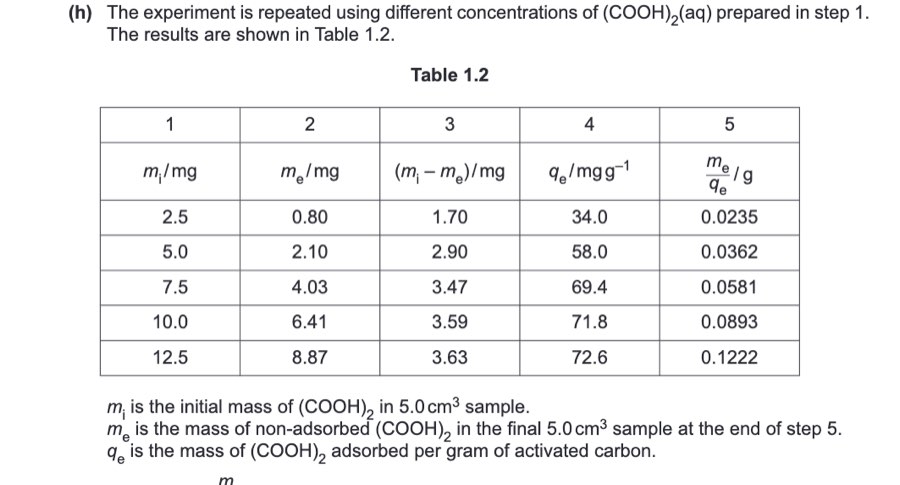 (h) The experiment is repeated using different concentrations of (COOH)₂(aq) prepared in step 1.
The results are shown in Table 1.2.
Table 1.2
1 2 3 4 5
mᵢ/mg mₑ/mg (mᵢ – mₑ)/mg qₑ/mg g⁻¹ mₑ/qₑ /g
2.5 0.80 1.70 34.0 0.0235
5.0 2.10 2.90 58.0 0.0362
7.5 4.03 3.47 69.4 0.0581
10.0 6.41 3.59 71.8 0.0893
12.5 8.87 3.63 72.6 0.1222
mᵢ is the initial mass of (COOH)₂ in 5.0 cm³ sample.
mₑ is the mass of non-adsorbed (COOH)₂ in the final 5.0 cm³ sample at the end of step 5.
qₑ is the mass of (COOH)₂ adsorbed per gram of activated carbon.
m